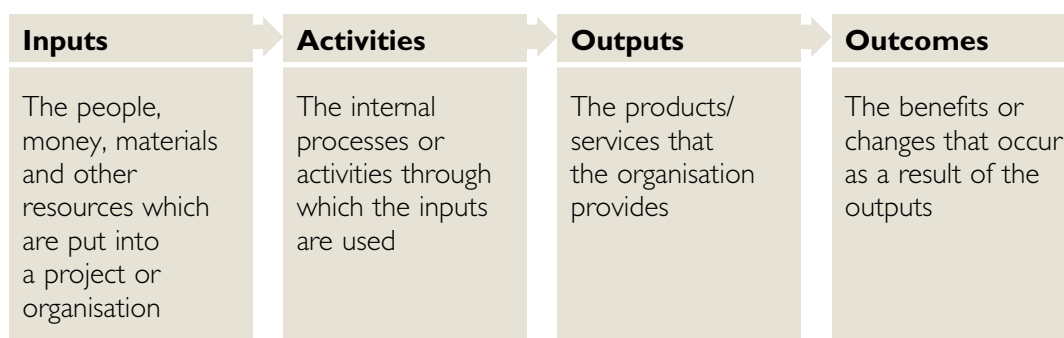 Inputs
The people,
money, materials
and other
resources which
are put into
a project or
organisation
Activities
The internal
processes or
activities through
which the inputs
are used
Outputs
The products/
services that
the organisation
provides
Outcomes
The benefits or
changes that occur
as a result of the
outputs